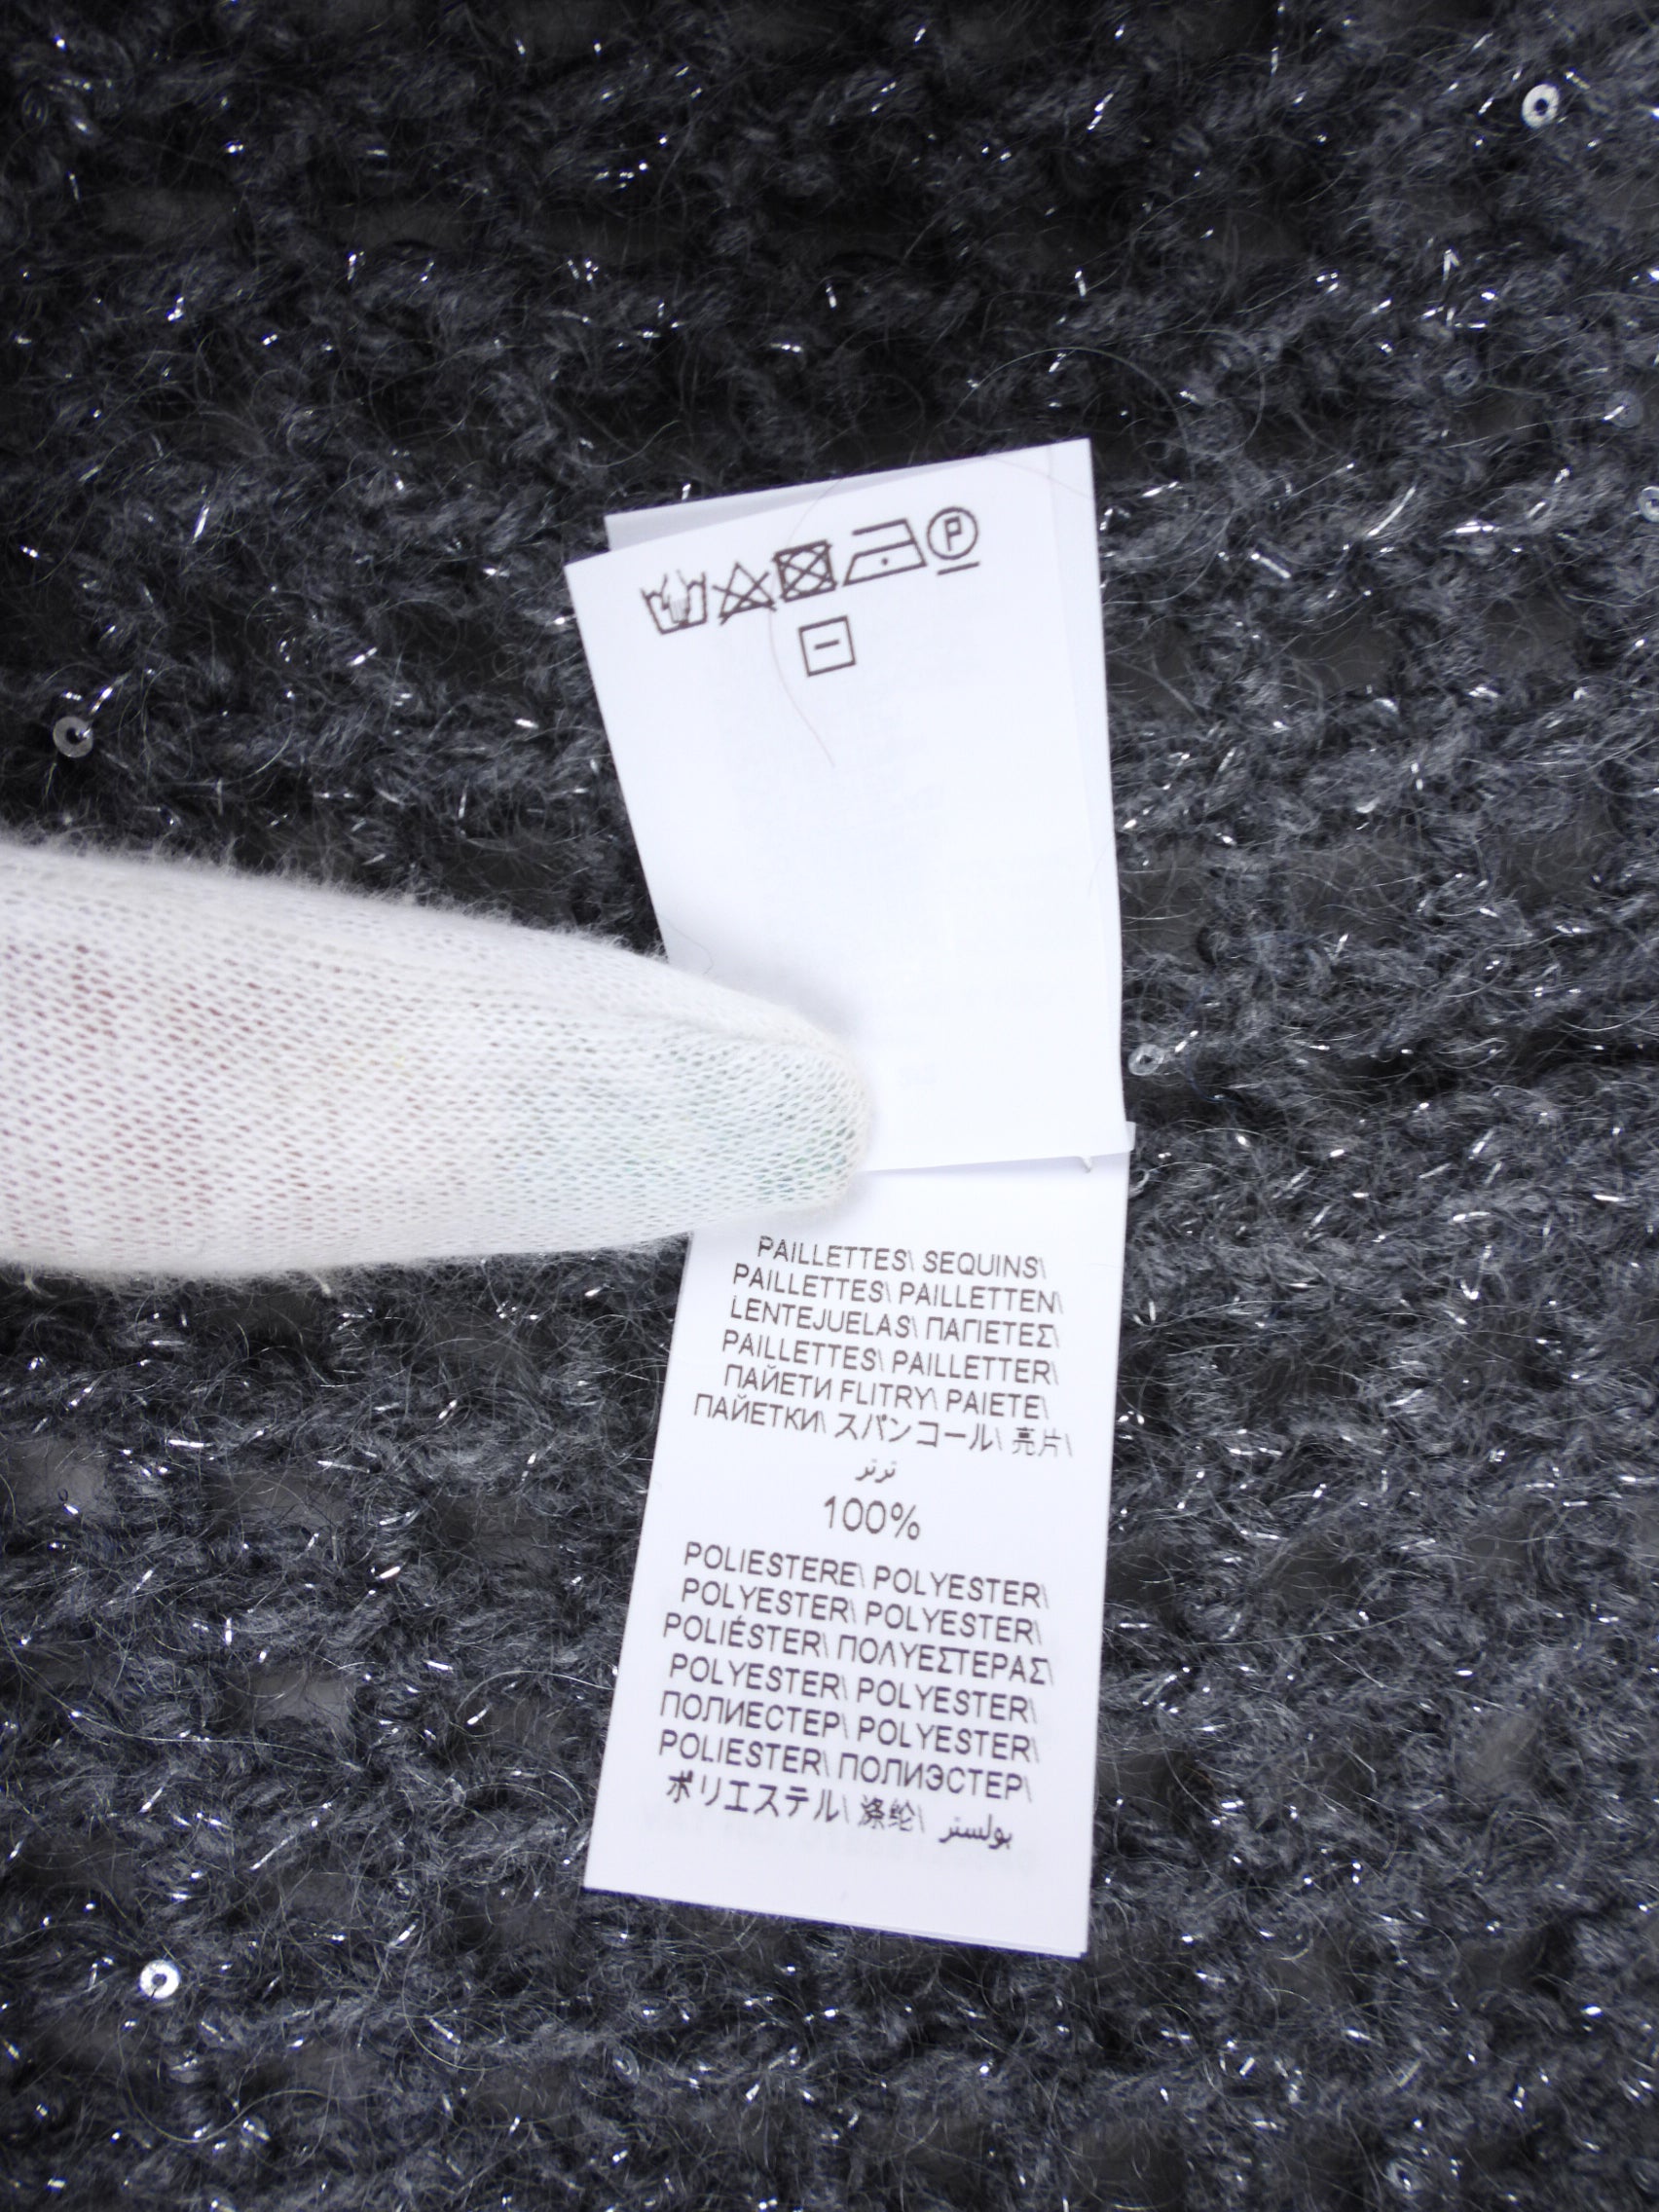 P
PAILLETTES\ SEQUINS\
PAILLETTES\ PAILLETTEN\
LENTEJUELAS\ ΠΑΓΙΕΤΕΣ\
PAILLETTES\ PAILLETTER\
ПАЙЕТИ FLITRY\ PAIETE\
ПАЙЕТКИ\ スパンコール\ 亮片\
ترتر
100%
POLIESTERE\ POLYESTER\
POLYESTER\ POLYESTER\
POLIÉSTER\ ΠΟΛΥΕΣΤΕΡΑΣ\
POLYESTER\ POLYESTER\
ПОЛИЕСТЕР\ POLYESTER\
POLIESTER\ ПОЛИЭСТЕР\
ポリエステル\ 涤纶\ بولستر